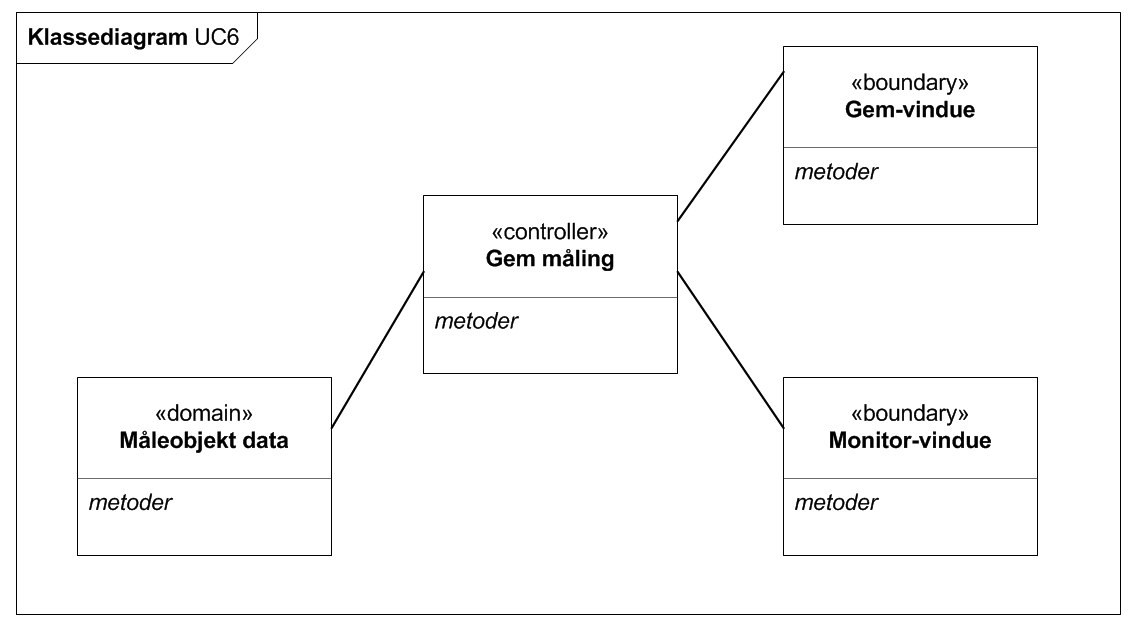 Klassediagram UC6
«boundary»
Gem-vindue
metoder
«controller»
Gem måling
metoder
«domain»
Måleobjekt data
metoder
«boundary»
Monitor-vindue
metoder